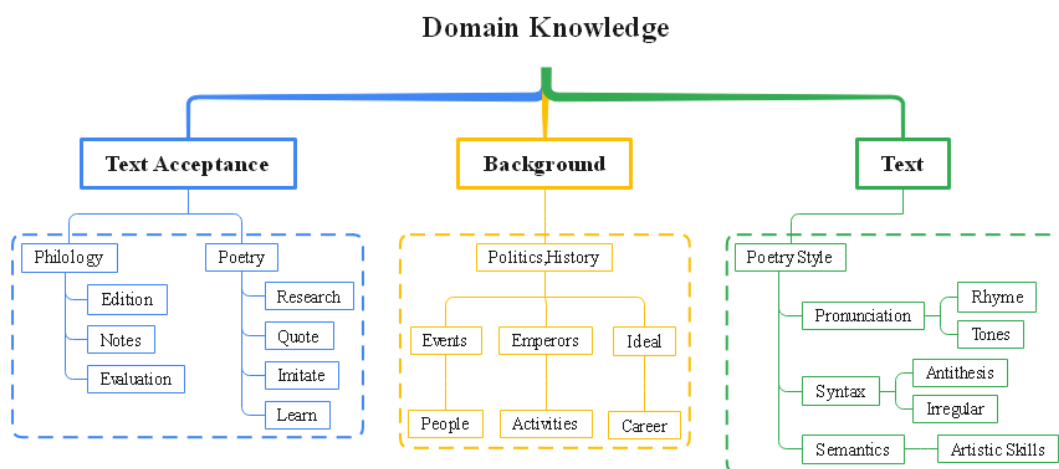 Domain Knowledge
Text Acceptance
Background
Text
Philology
Poetry
Edition
Notes
Evaluation
Research
Quote
Imitate
Learn
Politics,History
Events
Emperors
Ideal
People
Activities
Career
Poetry Style
Pronunciation
Rhyme
Tones
Syntax
Antithesis
Irregular
Semantics
Artistic Skills